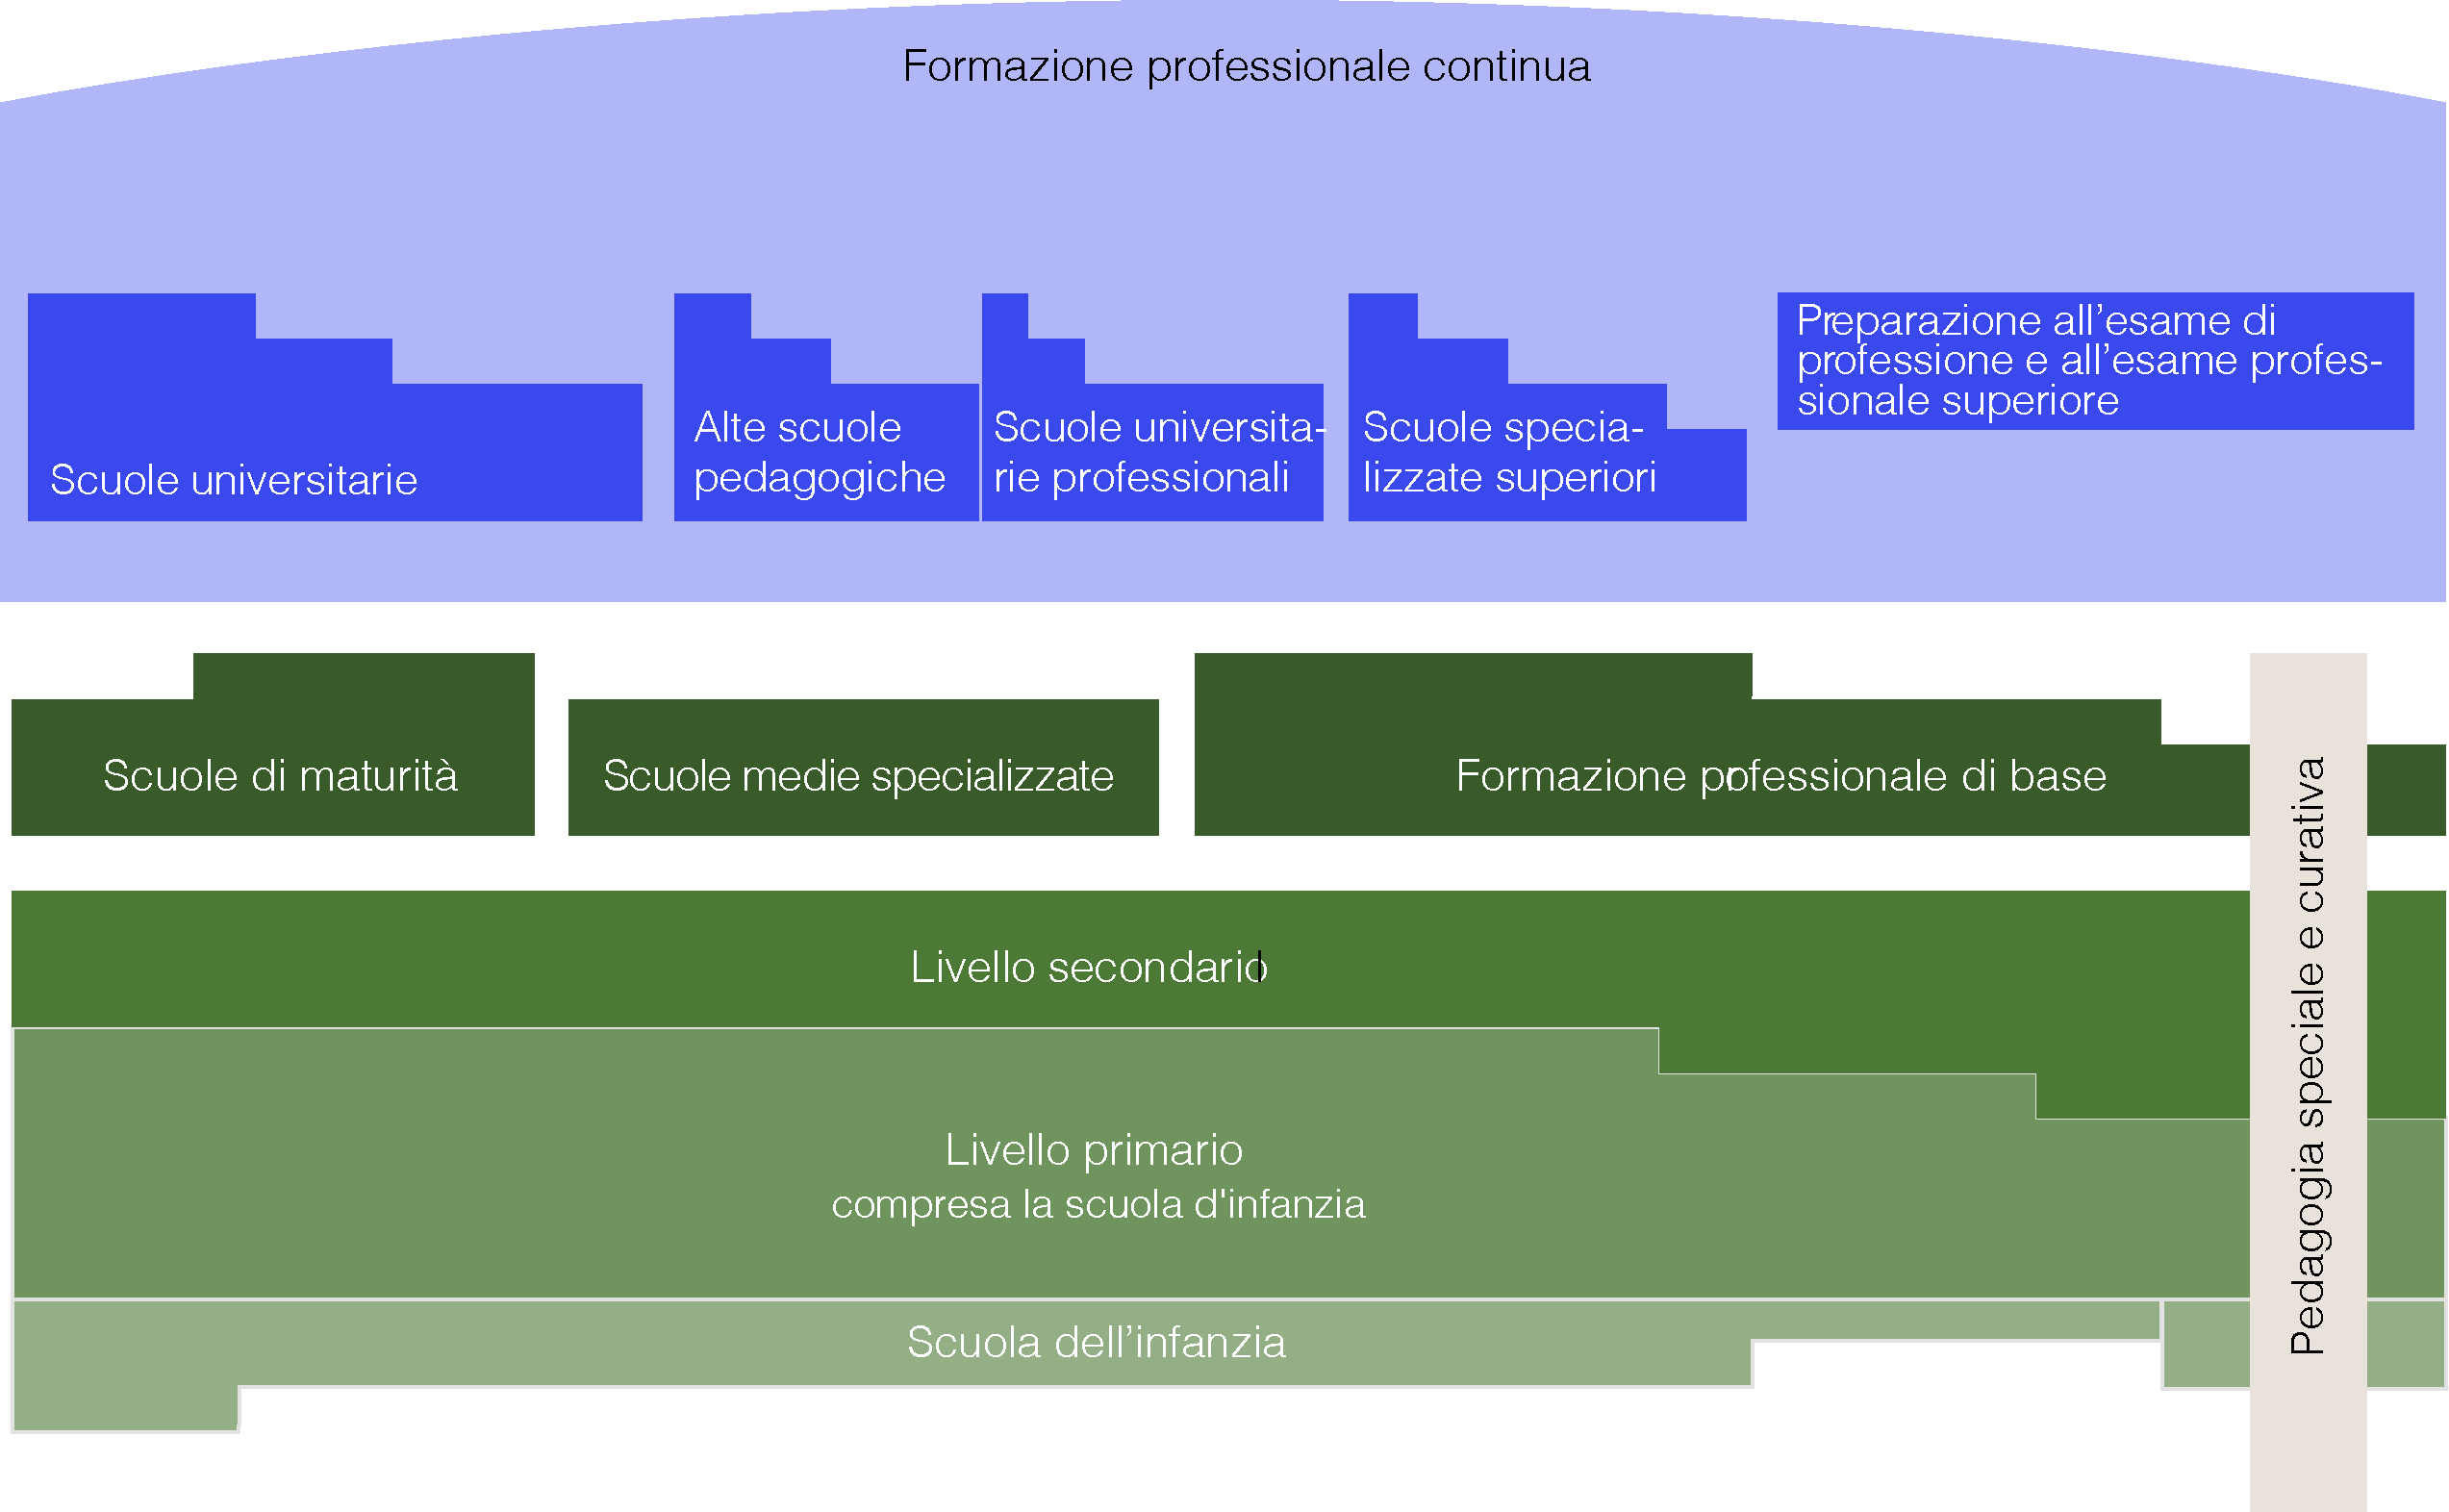 Formazione professionale continua
Preparazione all’esame di
professione e all’esame profes-
sionale superiore
Scuole universitarie
Alte scuole
pedagogiche
Scuole universita-
rie professionali
Scuole specia-
lizzate superiori
Scuole di maturità
Scuole medie specializzate
Formazione professionale di base
Livello secondario I
Livello primario
compresa la scuola d'infanzia
Scuola dell’infanzia
Pedagogia speciale e curativa